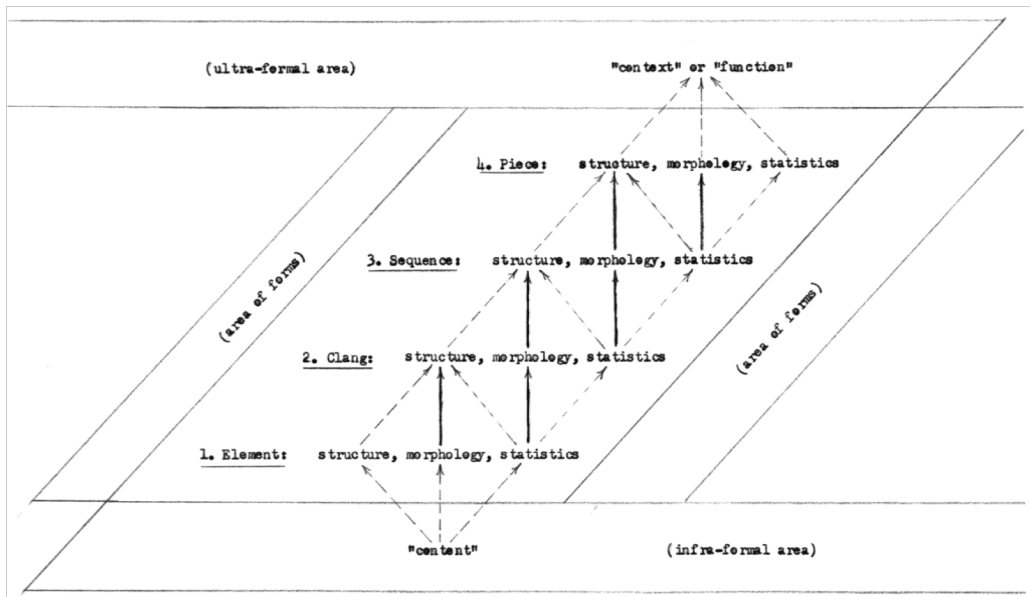 (ultra-formal area)
"context" or "function"
4. Piece: structure, morphology, statistics
3. Sequence: structure, morphology, statistics
(area of forms)
(area of forms)
2. Clang: structure, morphology, statistics
1. Element: structure, morphology, statistics
"content"
(infra-formal area)